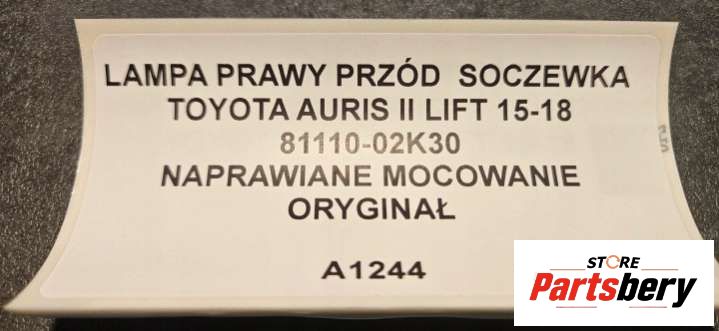 LAMPA PRAWY PRZÓD SOCZEWKA
TOYOTA AURIS II LIFT 15-18
81110-02K30
NAPRAWIANE MOCOWANIE
ORYGINAŁ
A1244
STORE
Partsbery